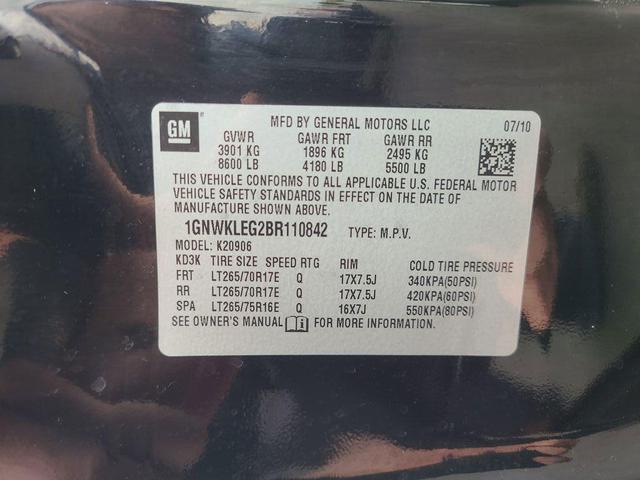 GM
MFD BY GENERAL MOTORS LLC 07/10
GVWR GAWR FRT GAWR RR
3901 KG 1896 KG 2495 KG
8600 LB 4180 LB 5500 LB
THIS VEHICLE CONFORMS TO ALL APPLICABLE U.S. FEDERAL MOTOR
VEHICLE SAFETY STANDARDS IN EFFECT ON THE DATE OF
MANUFACTURE SHOWN ABOVE.
1GNWKLEG2BR110842 TYPE: M.P.V.
MODEL: K20906
KD3K TIRE SIZE SPEED RTG RIM COLD TIRE PRESSURE
FRT LT265/70R17E Q 17X7.5J 340KPA(50PSI)
RR LT265/70R17E Q 17X7.5J 420KPA(60PSI)
SPA LT265/75R16E Q 16X7J 550KPA(80PSI)
SEE OWNER'S MANUAL FOR MORE INFORMATION.